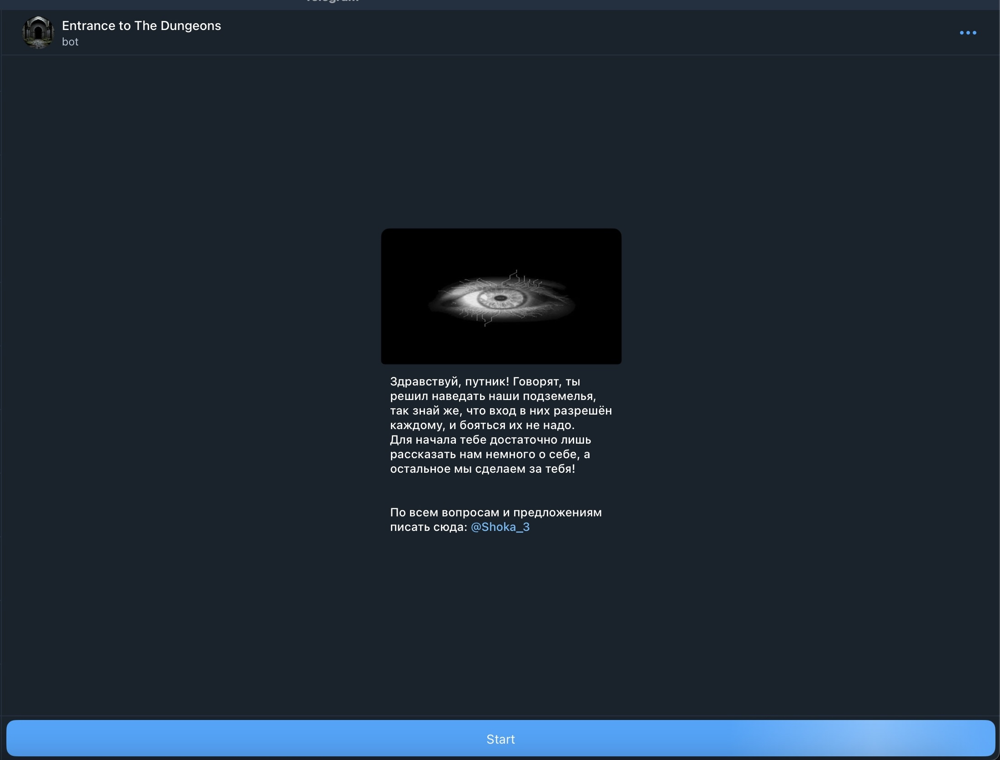 Entrance to The Dungeons
bot
Здравствуй, путник! Говорят, ты
решил наведать наши подземелья,
так знай же, что вход в них разрешён
каждому, и бояться их не надо.
Для начала тебе достаточно лишь
рассказать нам немного о себе, а
остальное мы сделаем за тебя!
По всем вопросам и предложениям
писать сюда: @Shoka_3
Start